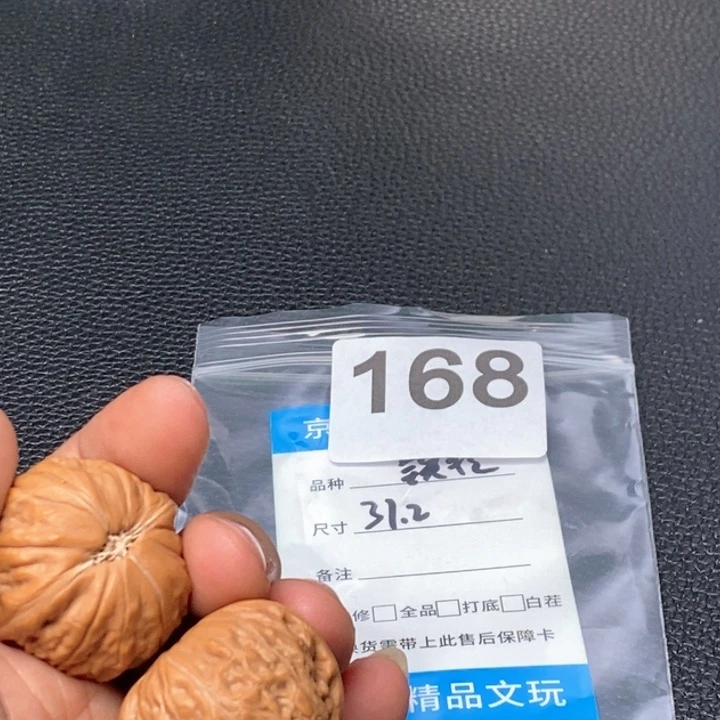 168
京
品种
尺寸 31.2
备注
修□全品□打底□白茬
货需带上此售后保障卡
精品文玩